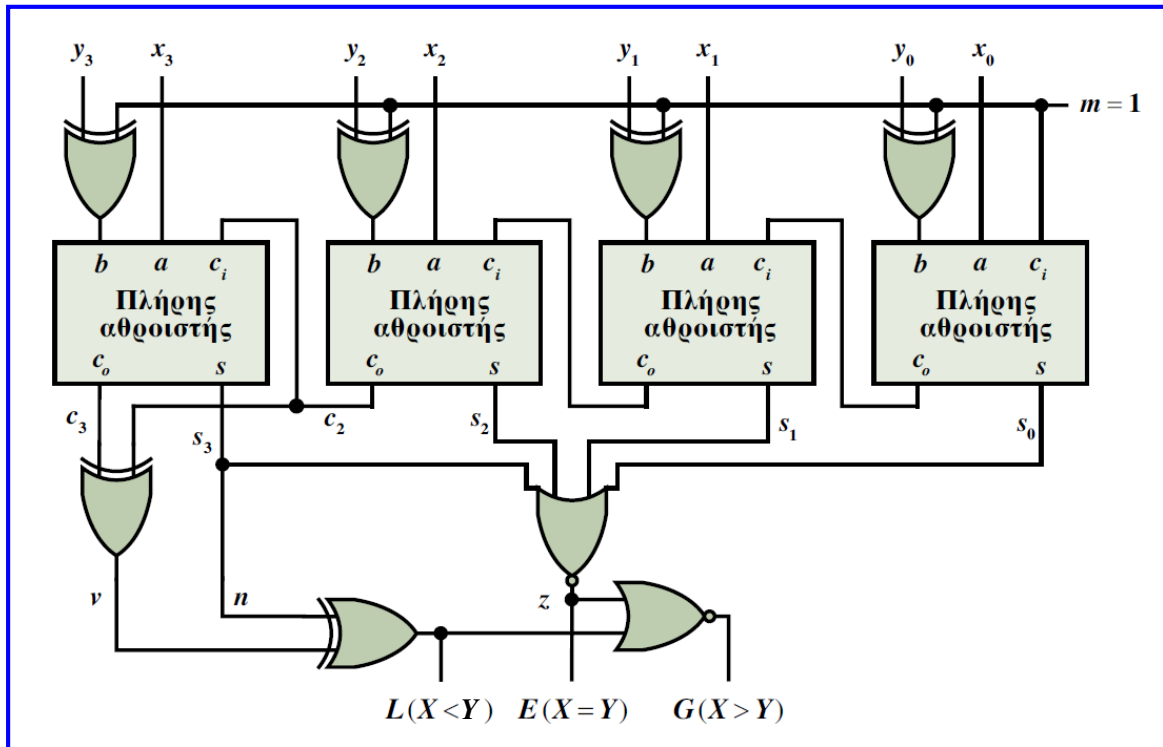 y₃ x₃ y₂ x₂ y₁ x₁ y₀ x₀
m = 1
b a cᵢ b a cᵢ b a cᵢ b a cᵢ
Πλήρης Πλήρης Πλήρης Πλήρης
αθροιστής αθροιστής αθροιστής αθροιστής
cₒ s cₒ s cₒ s cₒ s
c₃ s₃ c₂ s₂ s₁ s₀
v n z
L(X<Y) E(X=Y) G(X>Y)